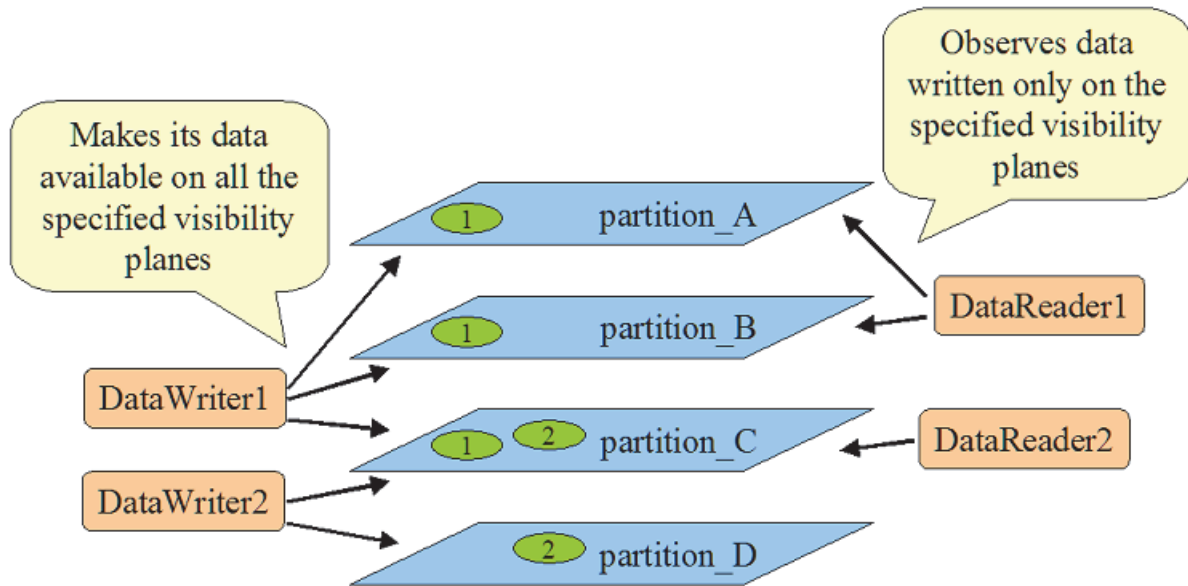 Makes its data
available on all the
specified visibility
planes
Observes data
written only on the
specified visibility
planes
1 partition_A
1 partition_B
1 2 partition_C
2 partition_D
DataWriter1
DataWriter2
DataReader1
DataReader2